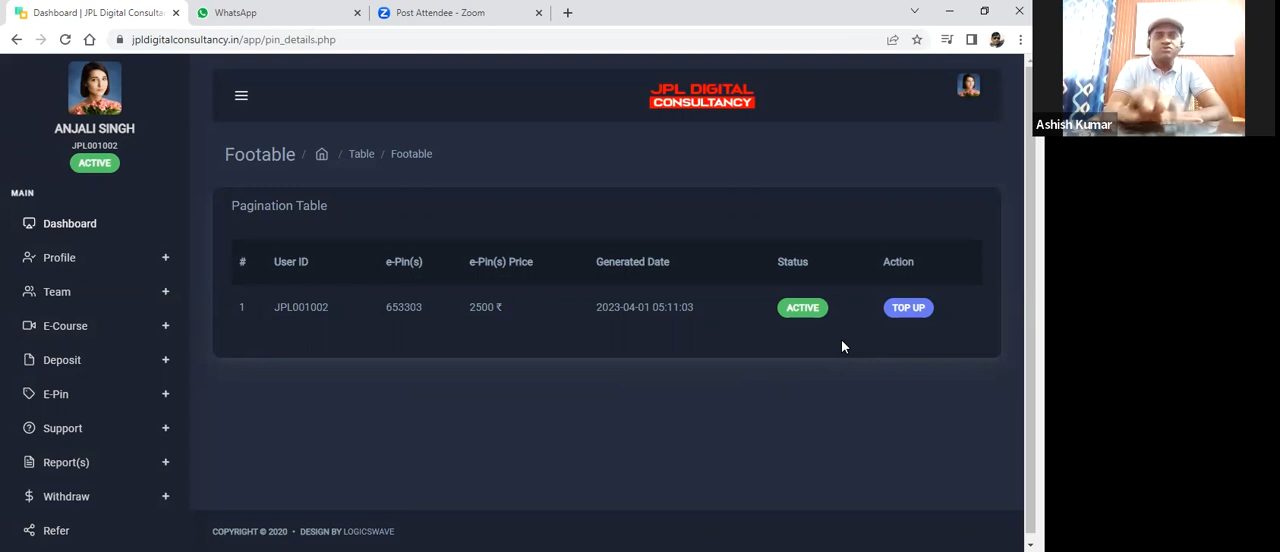 Dashboard | JPL Digital Consulta
WhatsApp
Post Attendee - Zoom
jpldigitalconsultancy.in/app/pin_details.php
Ashish Kumar
ANJALI SINGH
JPL001002
ACTIVE
MAIN
Dashboard
Profile +
Team +
E-Course +
Deposit +
E-Pin +
Support +
Report(s) +
Withdraw +
Refer
JPL DIGITAL
CONSULTANCY
Footable / / Table / Footable
Pagination Table
# User ID e-Pin(s) e-Pin(s) Price Generated Date Status Action
1 JPL001002 653303 2500 ₹ 2023-04-01 05:11:03 ACTIVE TOP UP
COPYRIGHT © 2020 • DESIGN BY LOGICSWAVE